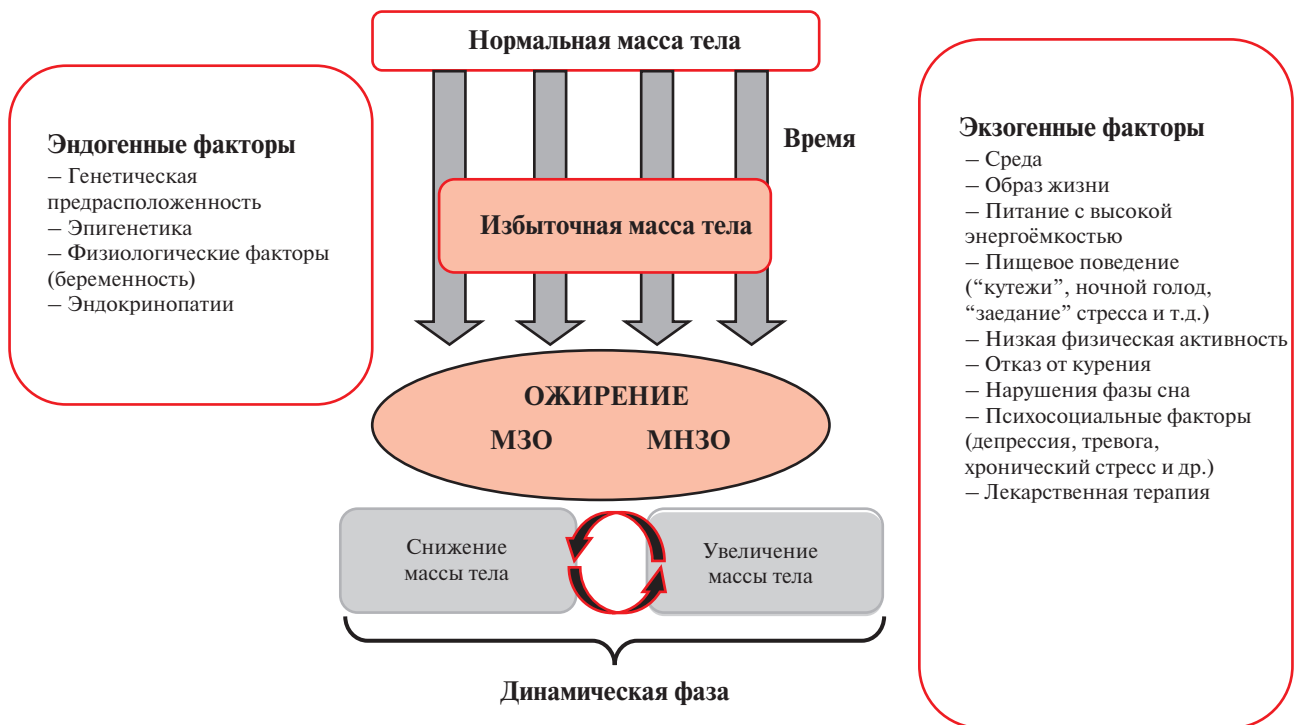 Нормальная масса тела
Эндогенные факторы
– Генетическая
предрасположенность
– Эпигенетика
– Физиологические факторы
(беременность)
– Эндокринопатии
Время
Избыточная масса тела
ОЖИРЕНИЕ
МЗО МНЗО
Снижение
массы тела
Увеличение
массы тела
Динамическая фаза
Экзогенные факторы
– Среда
– Образ жизни
– Питание с высокой
энергоёмкостью
– Пищевое поведение
(“кутежи”, ночной голод,
“заедание” стресса и т.д.)
– Низкая физическая активность
– Отказ от курения
– Нарушения фазы сна
– Психосоциальные факторы
(депрессия, тревога,
хронический стресс и др.)
– Лекарственная терапия